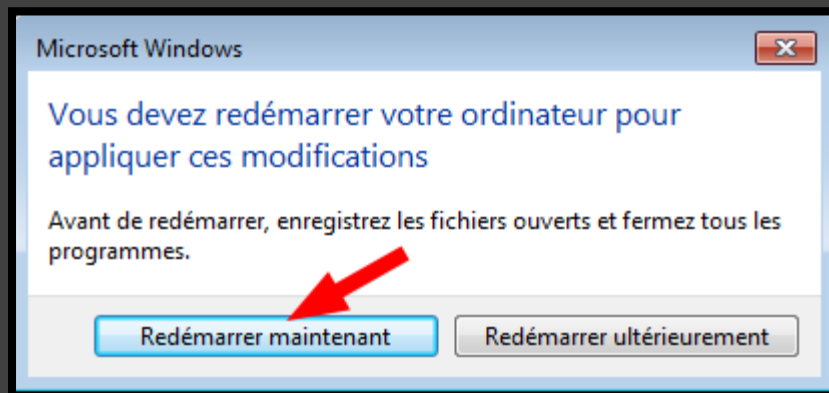 Microsoft Windows
Vous devez redémarrer votre ordinateur pour
appliquer ces modifications
Avant de redémarrer, enregistrez les fichiers ouverts et fermez tous les
programmes.
Redémarrer maintenant
Redémarrer ultérieurement